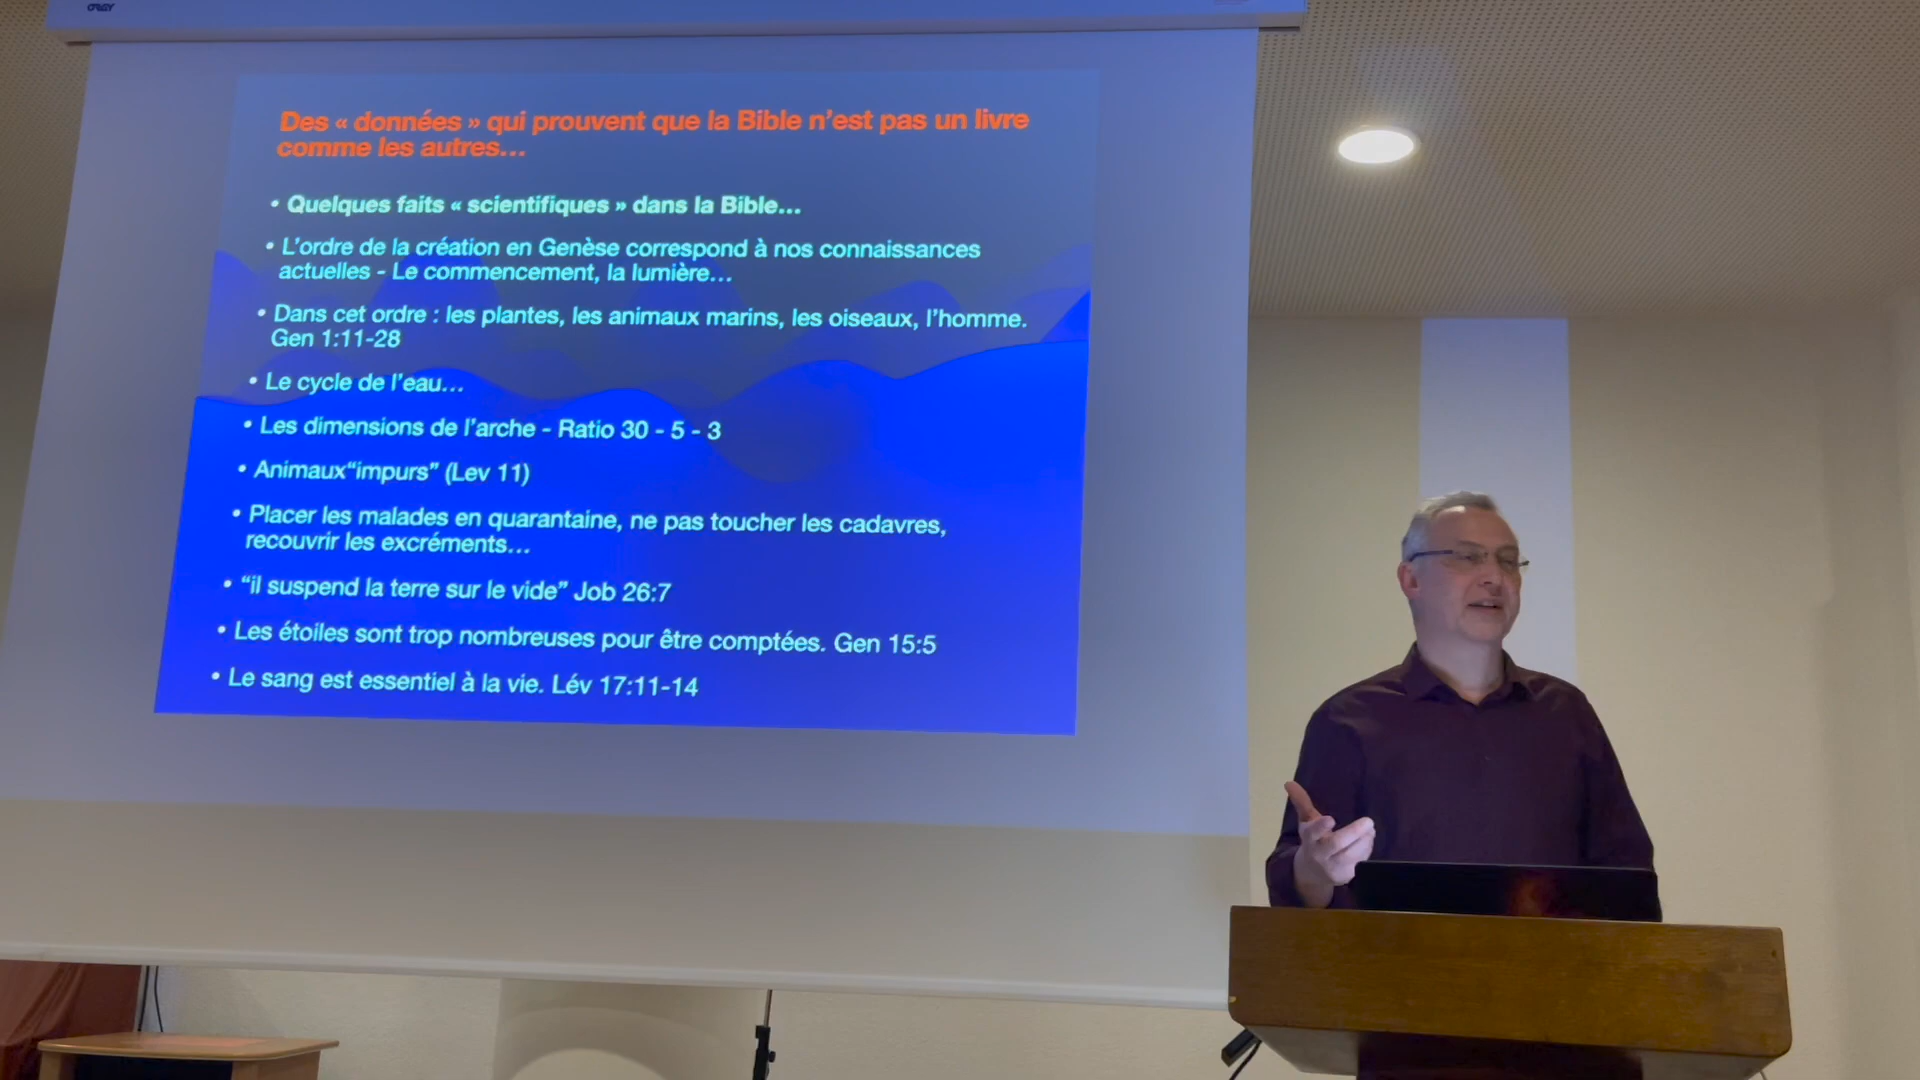 ORAY
Des « données » qui prouvent que la Bible n'est pas un livre
comme les autres...
• Quelques faits « scientifiques » dans la Bible...
• L'ordre de la création en Genèse correspond à nos connaissances
actuelles - Le commencement, la lumière...
• Dans cet ordre : les plantes, les animaux marins, les oiseaux, l'homme.
Gen 1:11-28
• Le cycle de l'eau...
• Les dimensions de l'arche - Ratio 30 - 5 - 3
• Animaux“impurs” (Lev 11)
• Placer les malades en quarantaine, ne pas toucher les cadavres,
recouvrir les excréments...
• “il suspend la terre sur le vide” Job 26:7
• Les étoiles sont trop nombreuses pour être comptées. Gen 15:5
• Le sang est essentiel à la vie. Lév 17:11-14